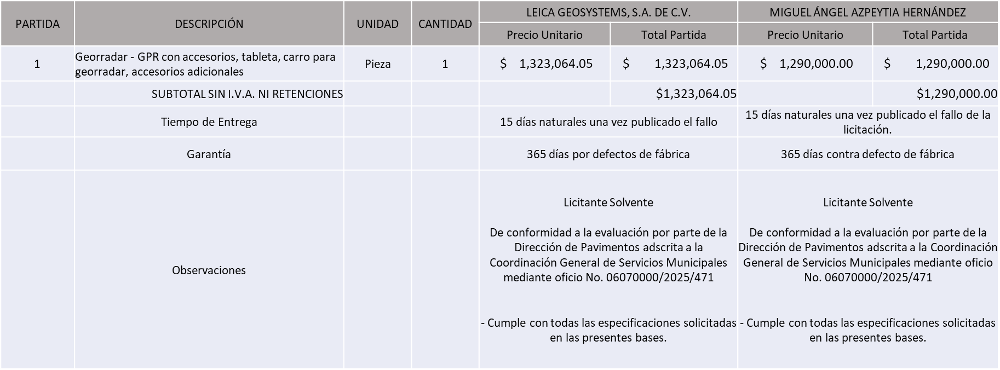 PARTIDA
DESCRIPCIÓN
UNIDAD
CANTIDAD
LEICA GEOSYSTEMS, S.A. DE C.V.
MIGUEL ÁNGEL AZPEYTIA HERNÁNDEZ
Precio Unitario
Total Partida
Precio Unitario
Total Partida
1
Georradar - GPR con accesorios, tableta, carro para
georradar, accesorios adicionales
Pieza
1
$ 1,323,064.05
$ 1,323,064.05
$ 1,290,000.00
$ 1,290,000.00
SUBTOTAL SIN I.V.A. NI RETENCIONES
$1,323,064.05
$1,290,000.00
Tiempo de Entrega
15 días naturales una vez publicado el fallo
15 días naturales una vez publicado el fallo de la
licitación.
Garantía
365 días por defectos de fábrica
365 días contra defecto de fábrica
Observaciones
Licitante Solvente
De conformidad a la evaluación por parte de la
Dirección de Pavimentos adscrita a la
Coordinación General de Servicios Municipales
mediante oficio No. 06070000/2025/471
- Cumple con todas las especificaciones solicitadas
en las presentes bases.
Licitante Solvente
De conformidad a la evaluación por parte de la
Dirección de Pavimentos adscrita a la Coordinación
General de Servicios Municipales mediante oficio
No. 06070000/2025/471
- Cumple con todas las especificaciones solicitadas
en las presentes bases.